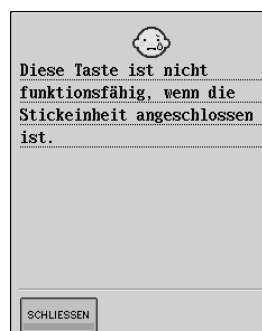 Diese Taste ist nicht
funktionsfähig, wenn die
Stickeinheit angeschlossen
ist.
SCHLIESSEN